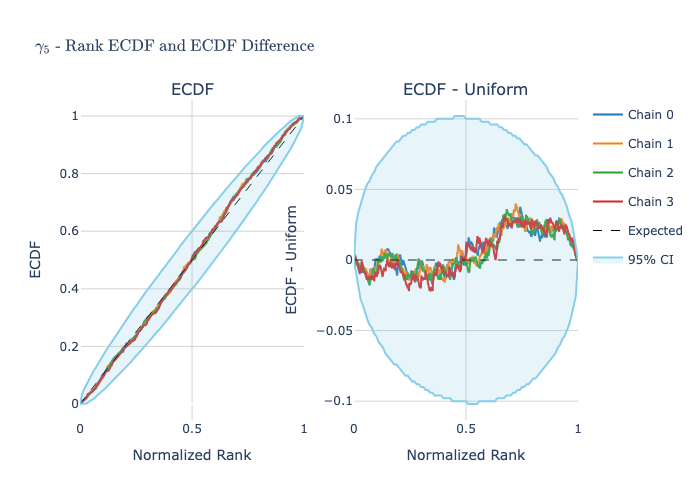 γ₅ - Rank ECDF and ECDF Difference
ECDF
ECDF - Uniform
1
0.8
0.6
0.4
0.2
0
ECDF
0
0.5
1
Normalized Rank
0.1
0.05
0
−0.05
−0.1
ECDF - Uniform
0
0.5
1
Normalized Rank
Chain 0
Chain 1
Chain 2
Chain 3
Expected
95% CI